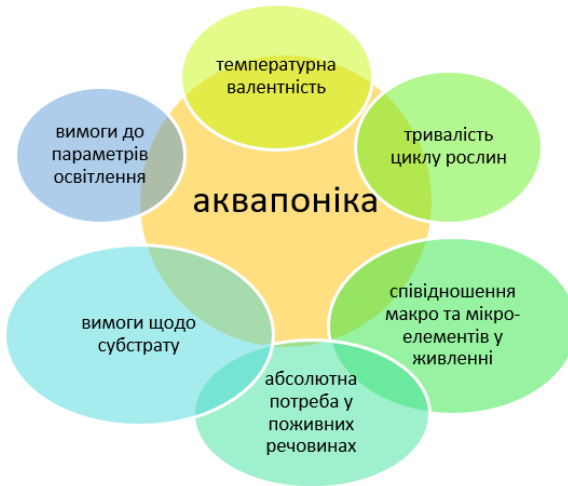 температурна
валентність
тривалість
циклу рослин
вимоги до
параметрів
освітлення
аквапоніка
співідношення
макро та мікро-
елементів у
живленні
вимоги щодо
субстрату
абсолютна
потреба у
поживних
речовинах